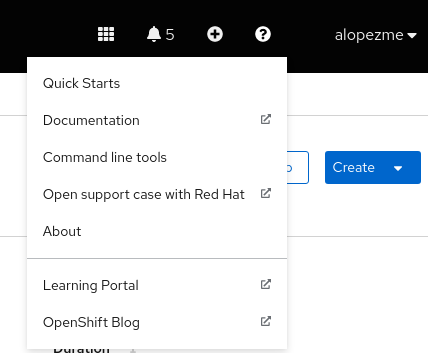 5
alopezme
Quick Starts
Documentation
Command line tools
Create
Open support case with Red Hat
About
Learning Portal
OpenShift Blog
Duration